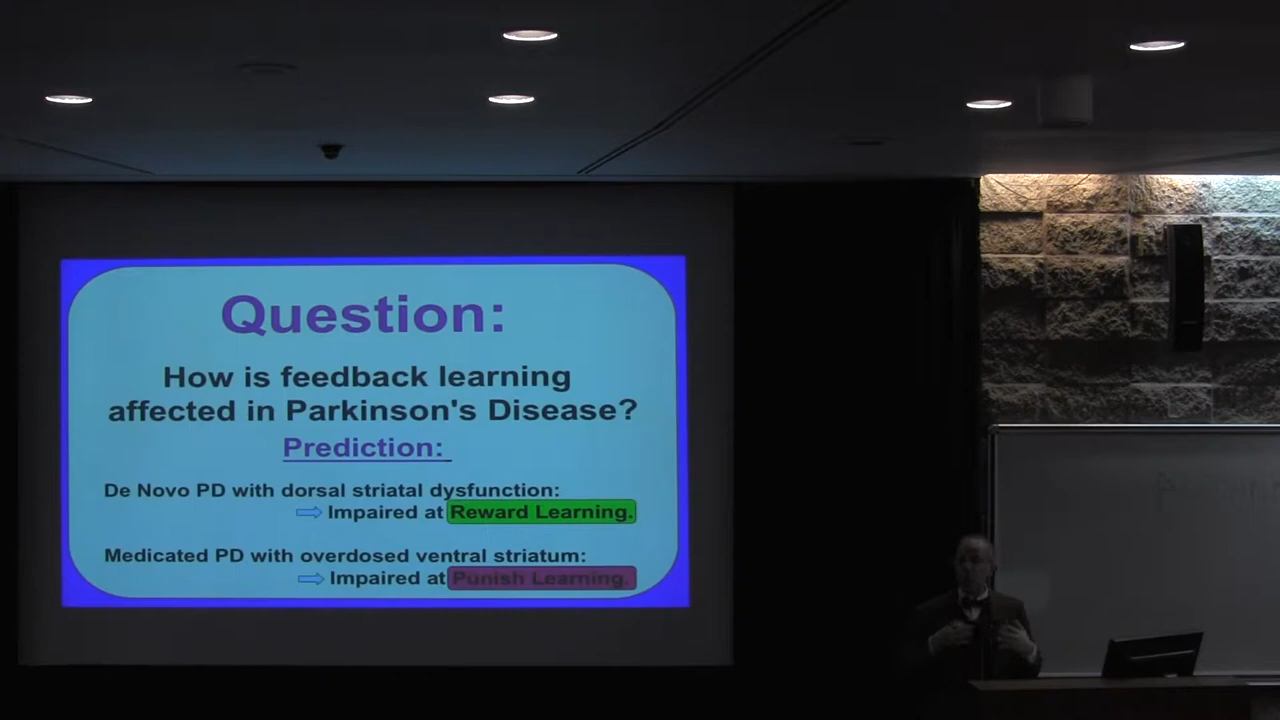 Question:
How is feedback learning
affected in Parkinson's Disease?
Prediction:
De Novo PD with dorsal striatal dysfunction:
Impaired at Reward Learning.
Medicated PD with overdosed ventral striatum:
Impaired at Punish Learning.